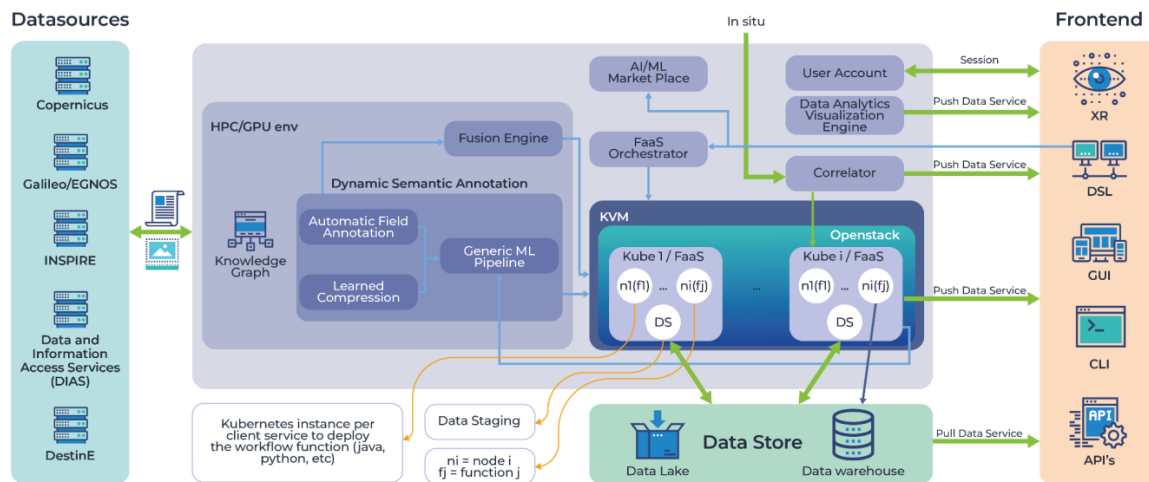 Datasources
Copernicus
Galileo/EGNOS
INSPIRE
Data and
Information
Access Services
(DIAS)
DestinE
HPC/GPU env
Fusion Engine
Dynamic Semantic Annotation
Knowledge
Graph
Automatic Field
Annotation
Learned
Compression
Generic ML
Pipeline
In situ
AI/ML
Market Place
FaaS
Orchestrator
User Account
Data Analytics
Visualization
Engine
Correlator
KVM
Openstack
Kube 1 / FaaS
n1(f1)
...
ni(fj)
DS
...
Kube i / FaaS
n1(f1)
...
ni(fj)
DS
Kubernetes instance per
client service to deploy
the workflow function (java,
python, etc)
Data Staging
ni = node i
fj = function j
Data Lake
Data Store
Data warehouse
Session
Push Data Service
Push Data Service
Push Data Service
Pull Data Service
Frontend
XR
DSL
GUI
CLI
API
API's